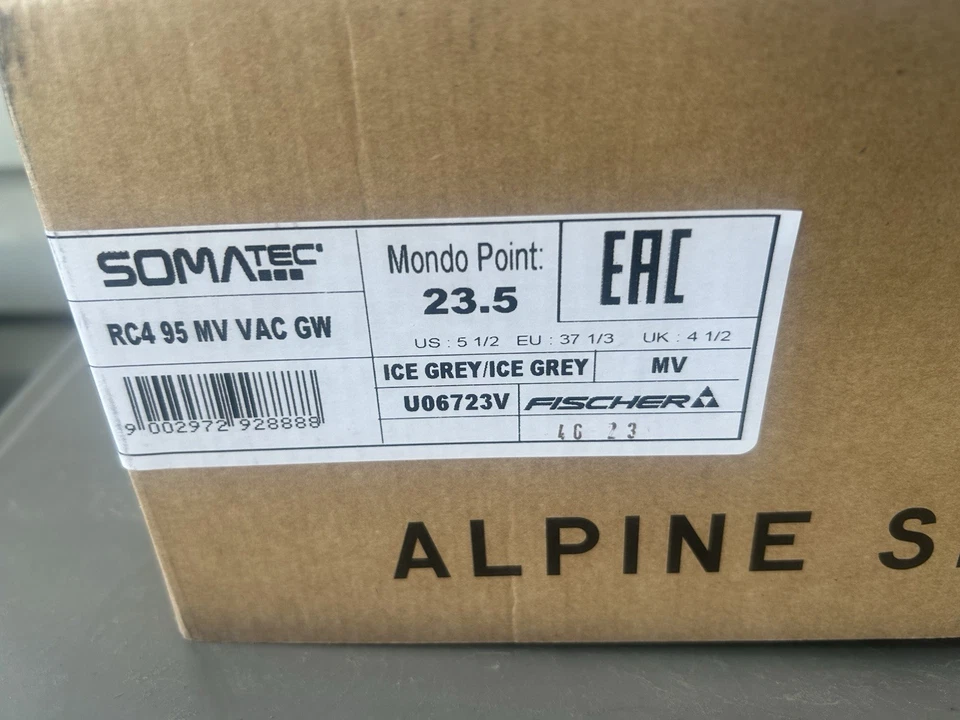 SOMATEC
RC4 95 MV VAC GW
9 002972 928888
Mondo Point:
23.5
EAC
US : 5 1/2 EU : 37 1/3 UK : 4 1/2
ICE GREY/ICE GREY MV
U06723V FISCHER
23
ALPINE